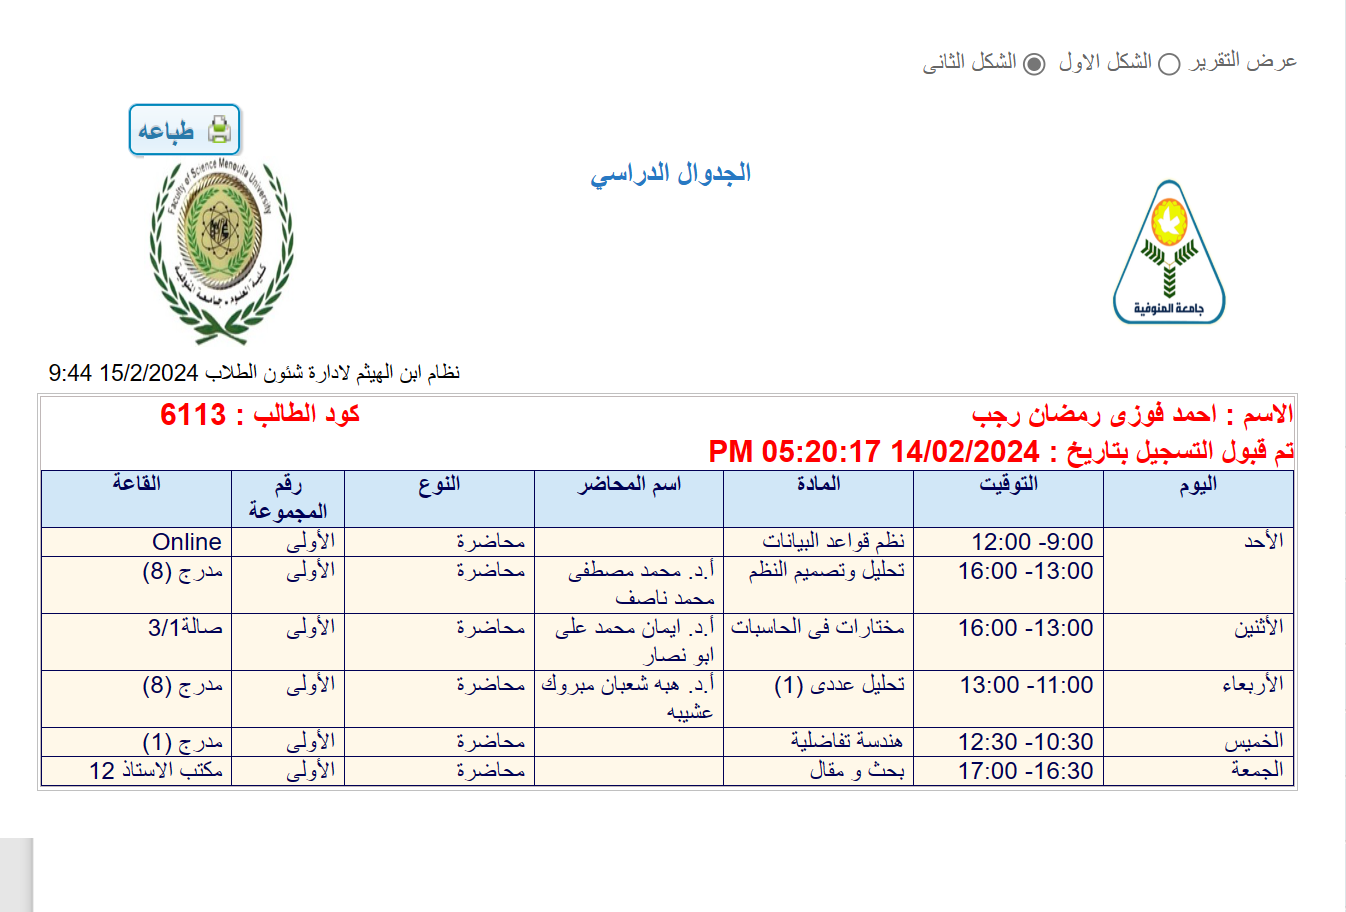 عرض التقرير الشكل الاول الشكل الثانى
طباعه
Faculty of Science Menoufia University
كلية العلوم - جامعة المنوفية
الجدوال الدراسي
جامعة المنوفية
نظام ابن الهيثم لادارة شئون الطلاب 15/2/2024 9:44
الاسم : احمد فوزى رمضان رجب كود الطالب : 6113
تم قبول التسجيل بتاريخ : 14/02/2024 05:20:17 PM
اليوم التوقيت المادة اسم المحاضر النوع رقم
المجموعة القاعة
الأحد 9:00- 12:00 نظم قواعد البيانات محاضرة الأولى Online
13:00- 16:00 تحليل وتصميم النظم أ.د. محمد مصطفى محاضرة الأولى مدرج (8)
محمد ناصف
الأثنين 13:00- 16:00 مختارات فى الحاسبات أ.د. ايمان محمد على محاضرة الأولى صالة3/1
ابو نصار
الأربعاء 11:00- 13:00 تحليل عددى (1) أ.د. هبه شعبان مبروك محاضرة الأولى مدرج (8)
عشيبه
الخميس 10:30- 12:30 هندسة تفاضلية محاضرة الأولى مدرج (1)
الجمعة 16:30- 17:00 بحث و مقال محاضرة الأولى مكتب الاستاذ 12